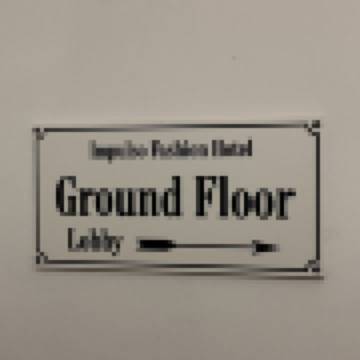 Impulso Fashion Hotel
Ground Floor
Lobby